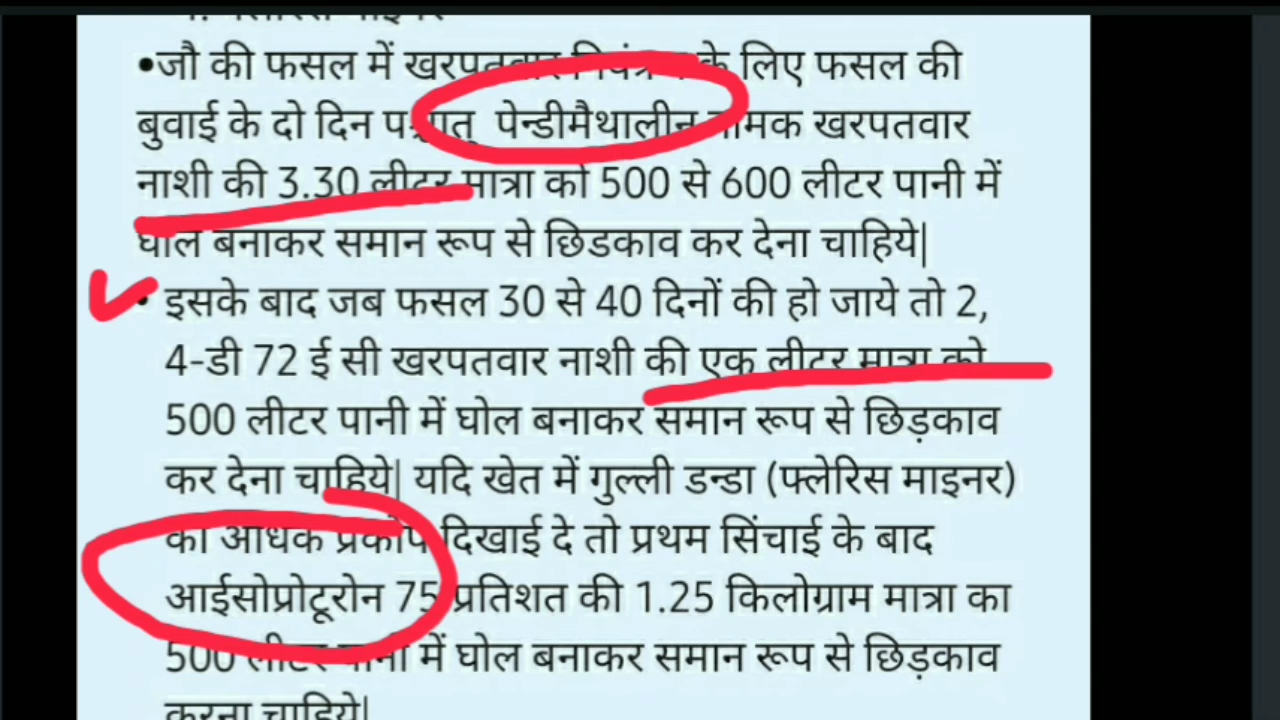 •जौ की फसल में खरपतवार नियंत्रण के लिए फसल की
बुवाई के दो दिन पश्चात् पेन्डीमैथालीन नामक खरपतवार
नाशी की 3.30 लीटर मात्रा को 500 से 600 लीटर पानी में
घोल बनाकर समान रूप से छिडकाव कर देना चाहिये|
• इसके बाद जब फसल 30 से 40 दिनों की हो जाये तो 2,
4-डी 72 ई सी खरपतवार नाशी की एक लीटर मात्रा को
500 लीटर पानी में घोल बनाकर समान रूप से छिड़काव
कर देना चाहिये| यदि खेत में गुल्ली डन्डा (फ्लेरिस माइनर)
का अधिक प्रकोप दिखाई दे तो प्रथम सिंचाई के बाद
आईसोप्रोटूरोन 75 प्रतिशत की 1.25 किलोग्राम मात्रा का
500 लीटर पानी में घोल बनाकर समान रूप से छिड़काव
करना चाहिये|